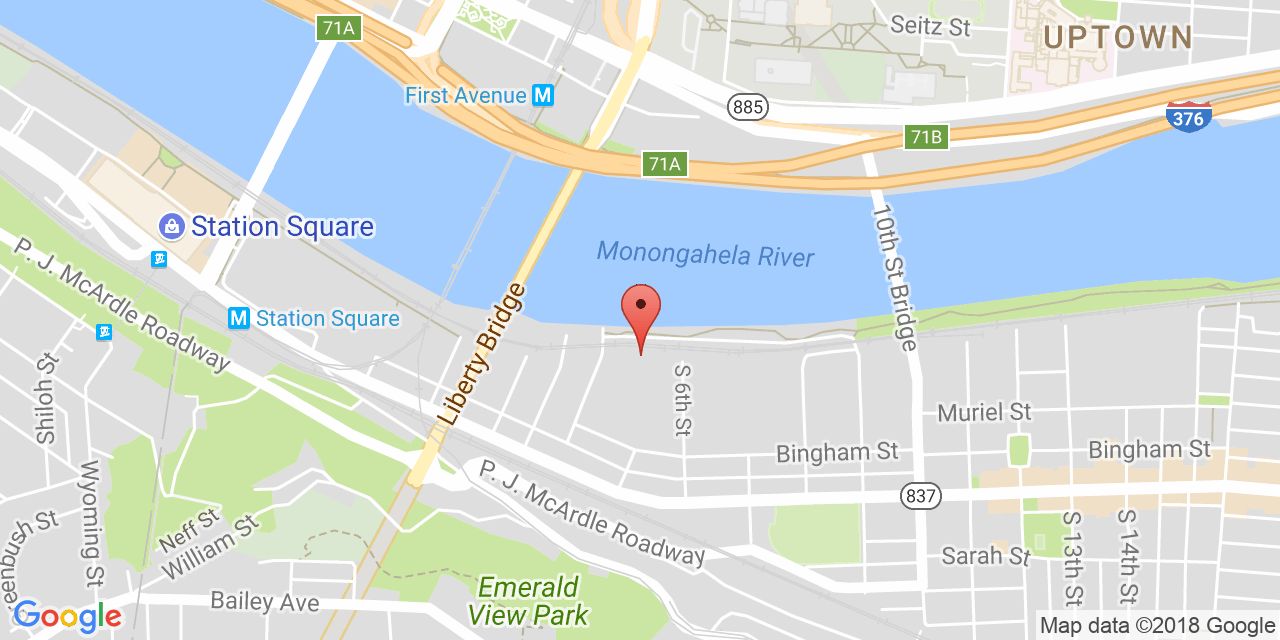 71A
Seitz St
UPTOWN
First Avenue M
885
376
71B
71A
Station Square
10th St Bridge
Monongahela River
P. J. McArdle Roadway
M Station Square
Liberty Bridge
Shiloh St
S 6th St
Muriel St
Bingham St
Bingham St
Wyoming St
P. J. McArdle Roadway
837
Neff St
William St
eenbush St
S 13th St
S 14th St
Sarah St
Emerald
View Park
Bailey Ave
Google
Map data ©2018 Google